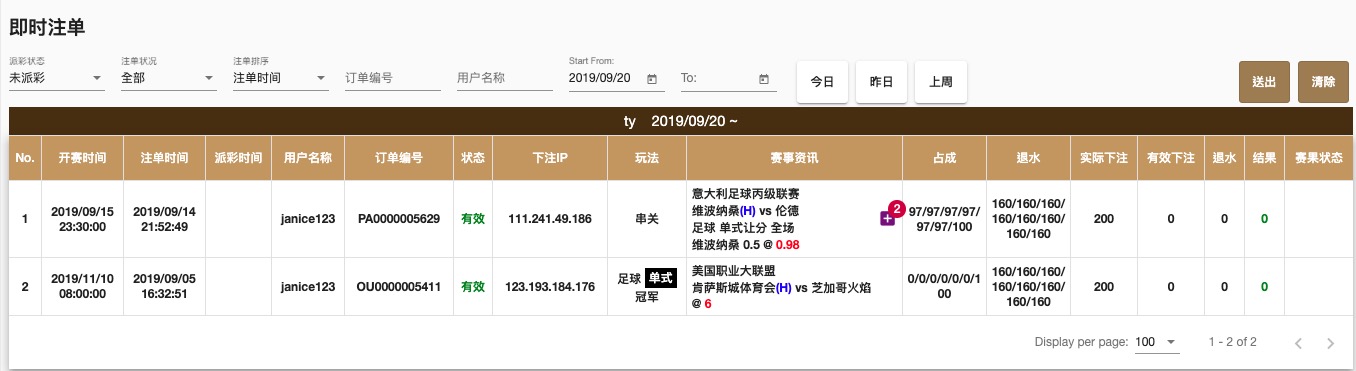 即时注单
派彩状态 注单状况 注单排序 Start From:
未派彩 全部 注单时间 订单编号 用户名称 2019/09/20 To: 今日 昨日 上周 送出 清除
ty 2019/09/20 ~
No. 开赛时间 注单时间 派彩时间 用户名称 订单编号 状态 下注IP 玩法 赛事资讯 占成 退水 实际下注 有效下注 退水 结果 赛果状态
1 2019/09/15 23:30:00 2019/09/14 21:52:49 janice123 PA0000005629 有效 111.241.49.186 串关
意大利足球丙级联赛
维波纳桑(H) vs 伦德
足球 单式让分 全场
维波纳桑 0.5 @ 0.98
2
97/97/97/97/
97/97/100
160/160/160/
160/160/160/
160/160
200 0 0 0
2 2019/11/10 08:00:00 2019/09/05 16:32:51 janice123 OU0000005411 有效 123.193.184.176
足球 单式
冠军
美国职业大联盟
肯萨斯城体育会(H) vs 芝加哥火焰
@ 6
0/0/0/0/0/0/1
00
160/160/160/
160/160/160/
160/160
200 0 0 0
Display per page: 100 1 - 2 of 2